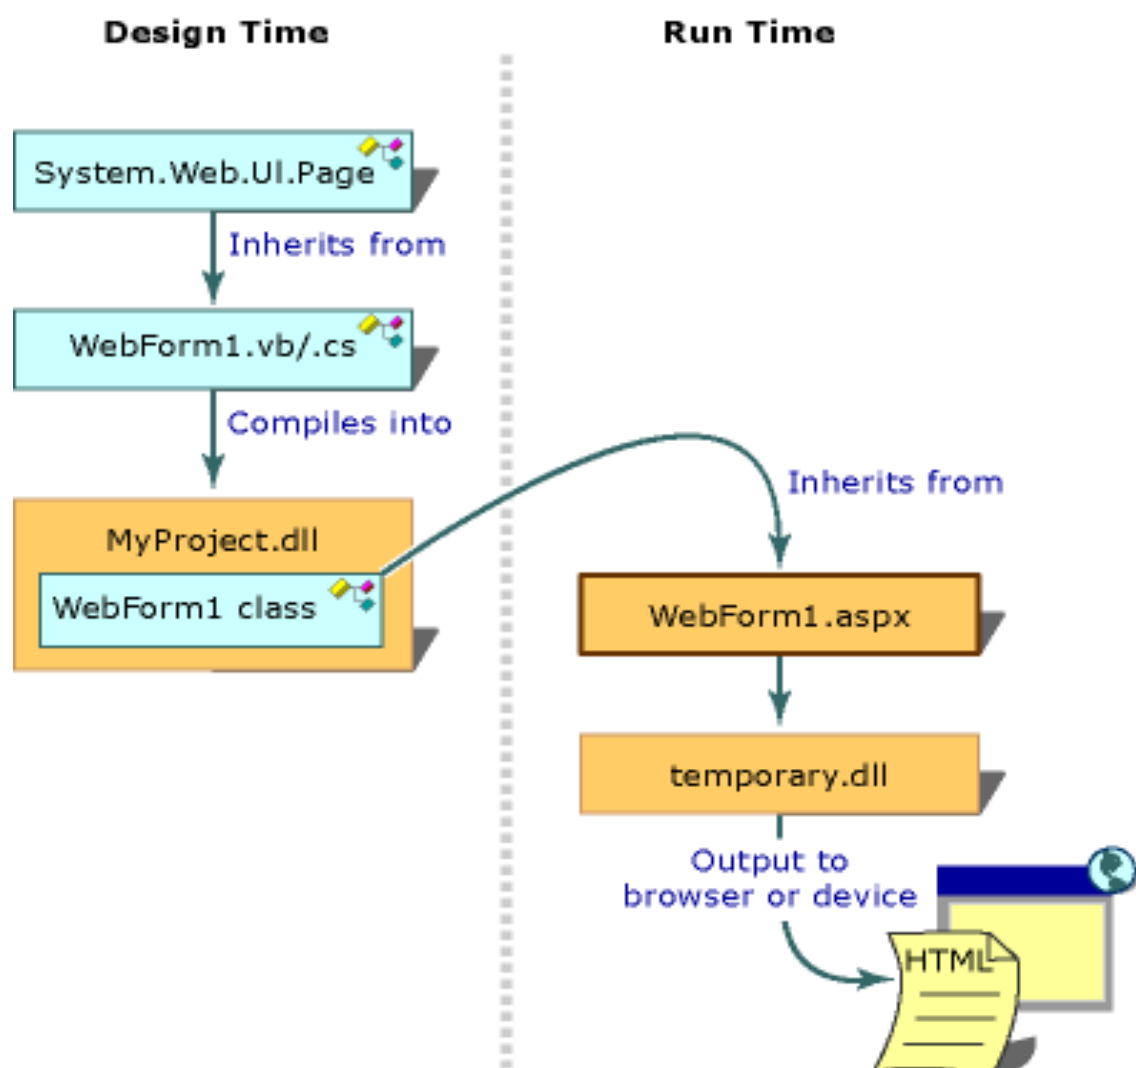 Design Time
Run Time
System.Web.UI.Page
Inherits from
WebForm1.vb/.cs
Compiles into
MyProject.dll
WebForm1 class
Inherits from
WebForm1.aspx
temporary.dll
Output to
browser or device
HTML